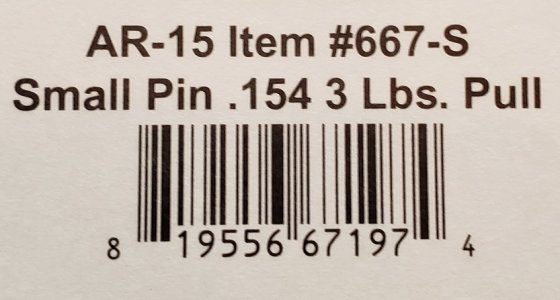 AR-15 Item #667-S
Small Pin .154 3 Lbs. Pull
8 19556 67197 4